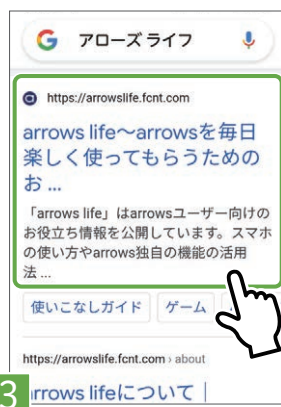 アローズ ライフ
https://arrowslife.fcnt.com
arrows life〜arrowsを毎日
楽しく使ってもらうための
お ...
「arrows life」はarrowsユーザー向けの
お役立ち情報を公開しています。スマホ
の使い方やarrows独自の機能の活用
法 ...
使いこなしガイド ゲーム
https://arrowslife.fcnt.com › about
3
arrows lifeについて |